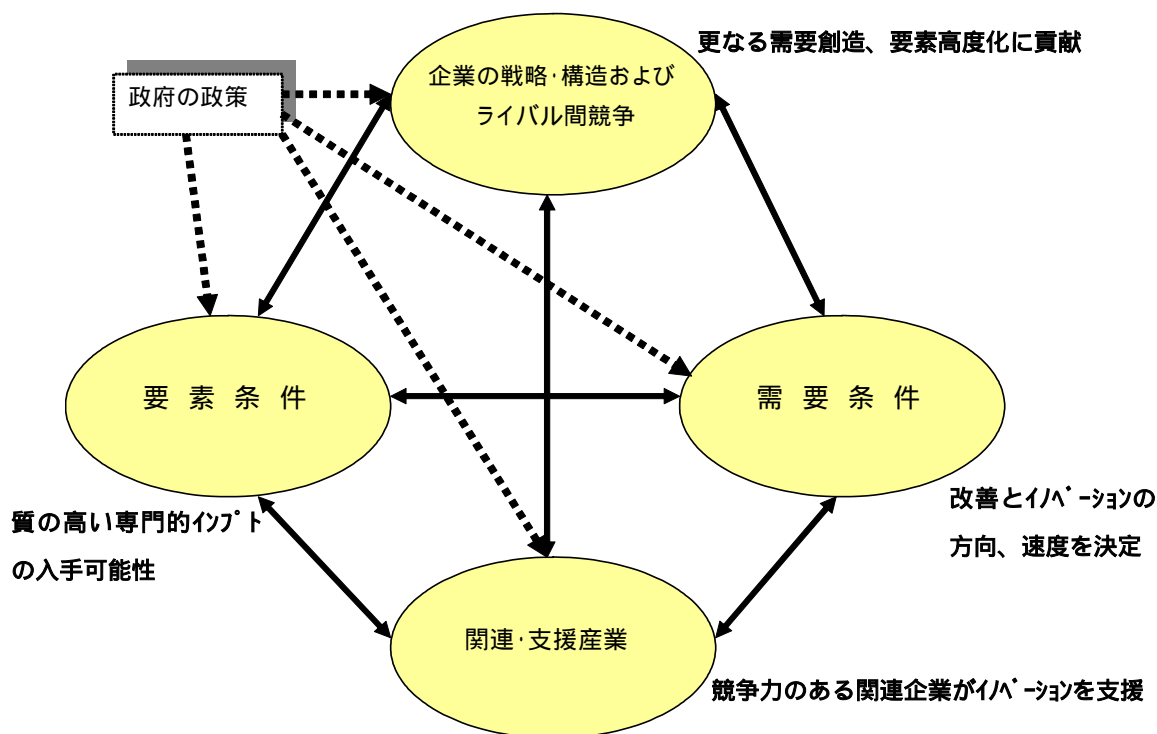 更なる需要創造、要素高度化に貢献
企業の戦略･構造および
ライバル間競争
政府の政策
要 素 条 件
需 要 条 件
質の高い専門的ｲﾝﾌﾟﾄ
の入手可能性
改善とｲﾉﾍﾞｰｼｮﾝの
方向、速度を決定
関連･支援産業
競争力のある関連企業がｲﾉﾍﾞｰｼｮﾝを支援